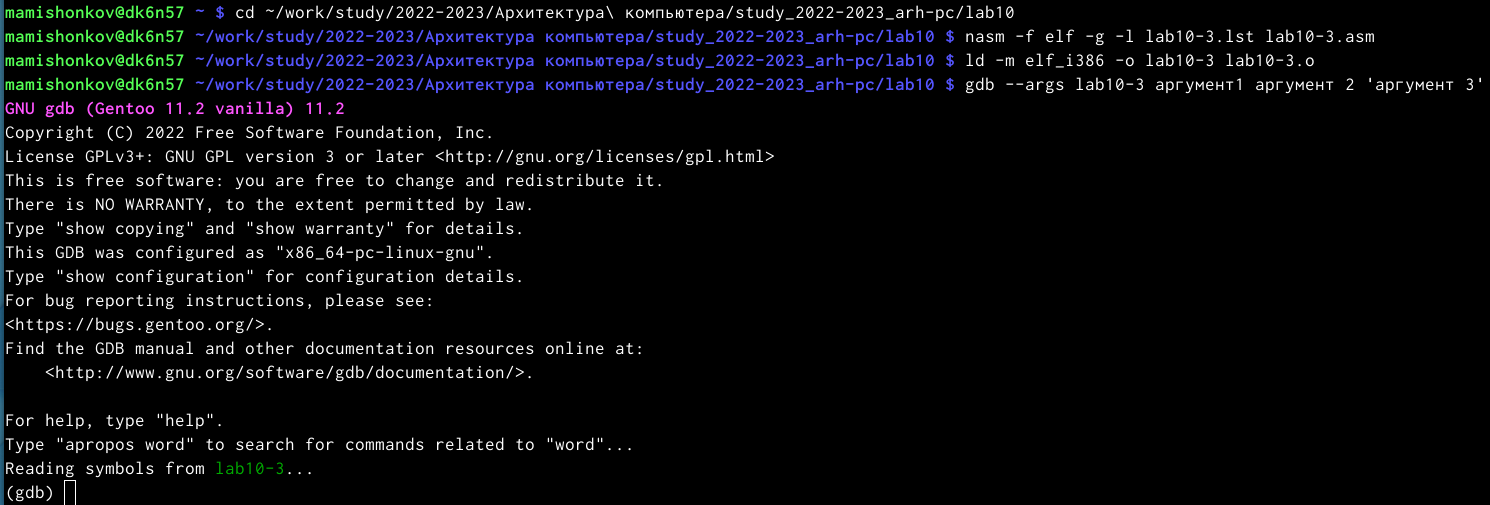 mamishonkov@dk6n57 ~ $ cd ~/work/study/2022-2023/Архитектура\ компьютера/study_2022-2023_arh-pc/lab10
mamishonkov@dk6n57 ~/work/study/2022-2023/Архитектура компьютера/study_2022-2023_arh-pc/lab10 $ nasm -f elf -g -l lab10-3.lst lab10-3.asm
mamishonkov@dk6n57 ~/work/study/2022-2023/Архитектура компьютера/study_2022-2023_arh-pc/lab10 $ ld -m elf_i386 -o lab10-3 lab10-3.o
mamishonkov@dk6n57 ~/work/study/2022-2023/Архитектура компьютера/study_2022-2023_arh-pc/lab10 $ gdb --args lab10-3 аргумент1 аргумент 2 'аргумент 3'
GNU gdb (Gentoo 11.2 vanilla) 11.2
Copyright (C) 2022 Free Software Foundation, Inc.
License GPLv3+: GNU GPL version 3 or later <http://gnu.org/licenses/gpl.html>
This is free software: you are free to change and redistribute it.
There is NO WARRANTY, to the extent permitted by law.
Type "show copying" and "show warranty" for details.
This GDB was configured as "x86_64-pc-linux-gnu".
Type "show configuration" for configuration details.
For bug reporting instructions, please see:
<https://bugs.gentoo.org/>.
Find the GDB manual and other documentation resources online at:
    <http://www.gnu.org/software/gdb/documentation/>.

For help, type "help".
Type "apropos word" to search for commands related to "word"...
Reading symbols from lab10-3...
(gdb)